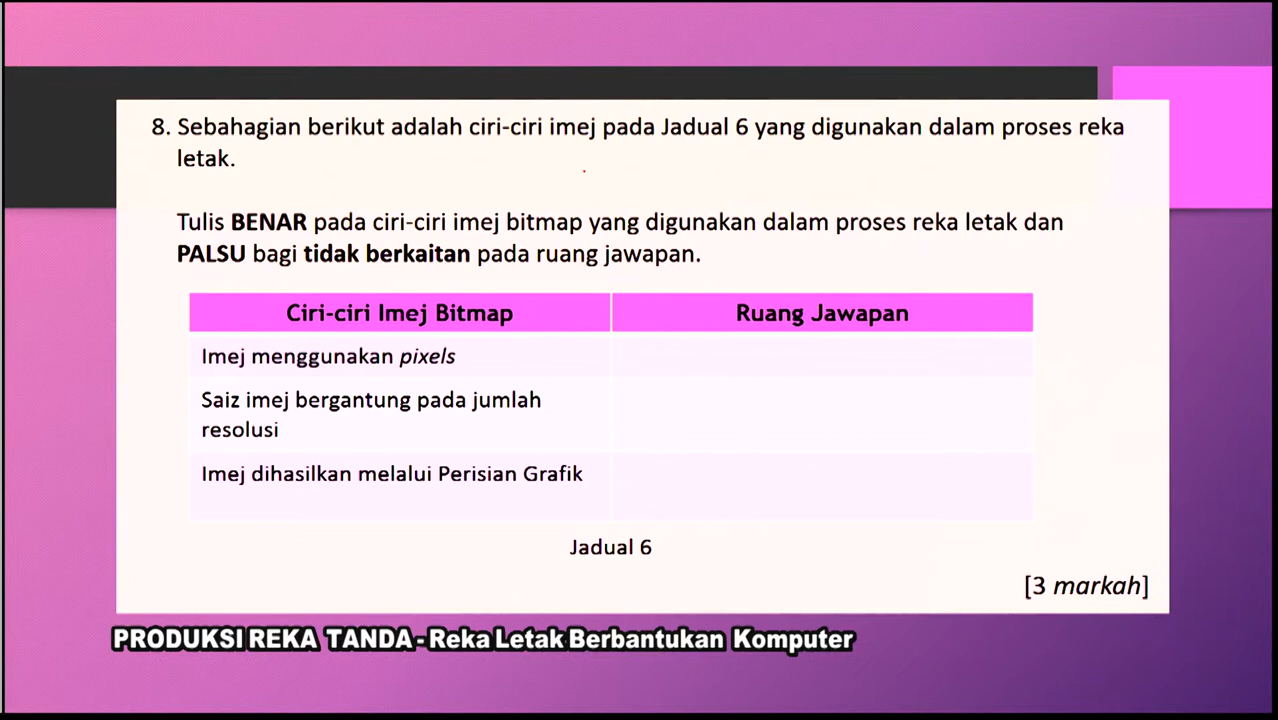 8. Sebahagian berikut adalah ciri-ciri imej pada Jadual 6 yang digunakan dalam proses reka
letak.
Tulis BENAR pada ciri-ciri imej bitmap yang digunakan dalam proses reka letak dan
PALSU bagi tidak berkaitan pada ruang jawapan.
Ciri-ciri Imej Bitmap
Ruang Jawapan
Imej menggunakan pixels
Saiz imej bergantung pada jumlah
resolusi
Imej dihasilkan melalui Perisian Grafik
Jadual 6
[3 markah]
PRODUKSI REKA TANDA - Reka Letak Berbantukan Komputer